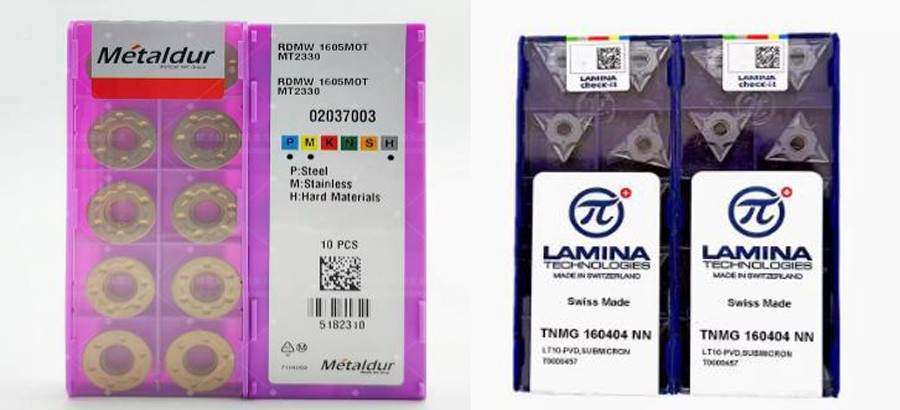 Métaldur
RDMW 1605MOT
MT2330
RDMW 1605MOT
MT2330
02037003
P M K N S H
P:Steel
M:Stainless
H:Hard Materials
10 PCS
5182310
Métaldur
LAMINA
check-it
π
LAMINA
TECHNOLOGIES
MADE IN SWITZERLAND
Swiss Made
TNMG 160404 NN
LT10-PVD,SUBMICRON
T0000457
LAMINA
check-it
π
LAMINA
TECHNOLOGIES
MADE IN SWITZERLAND
Swiss Made
TNMG 160404 NN
LT10-PVD,SUBMICRON
T0000457